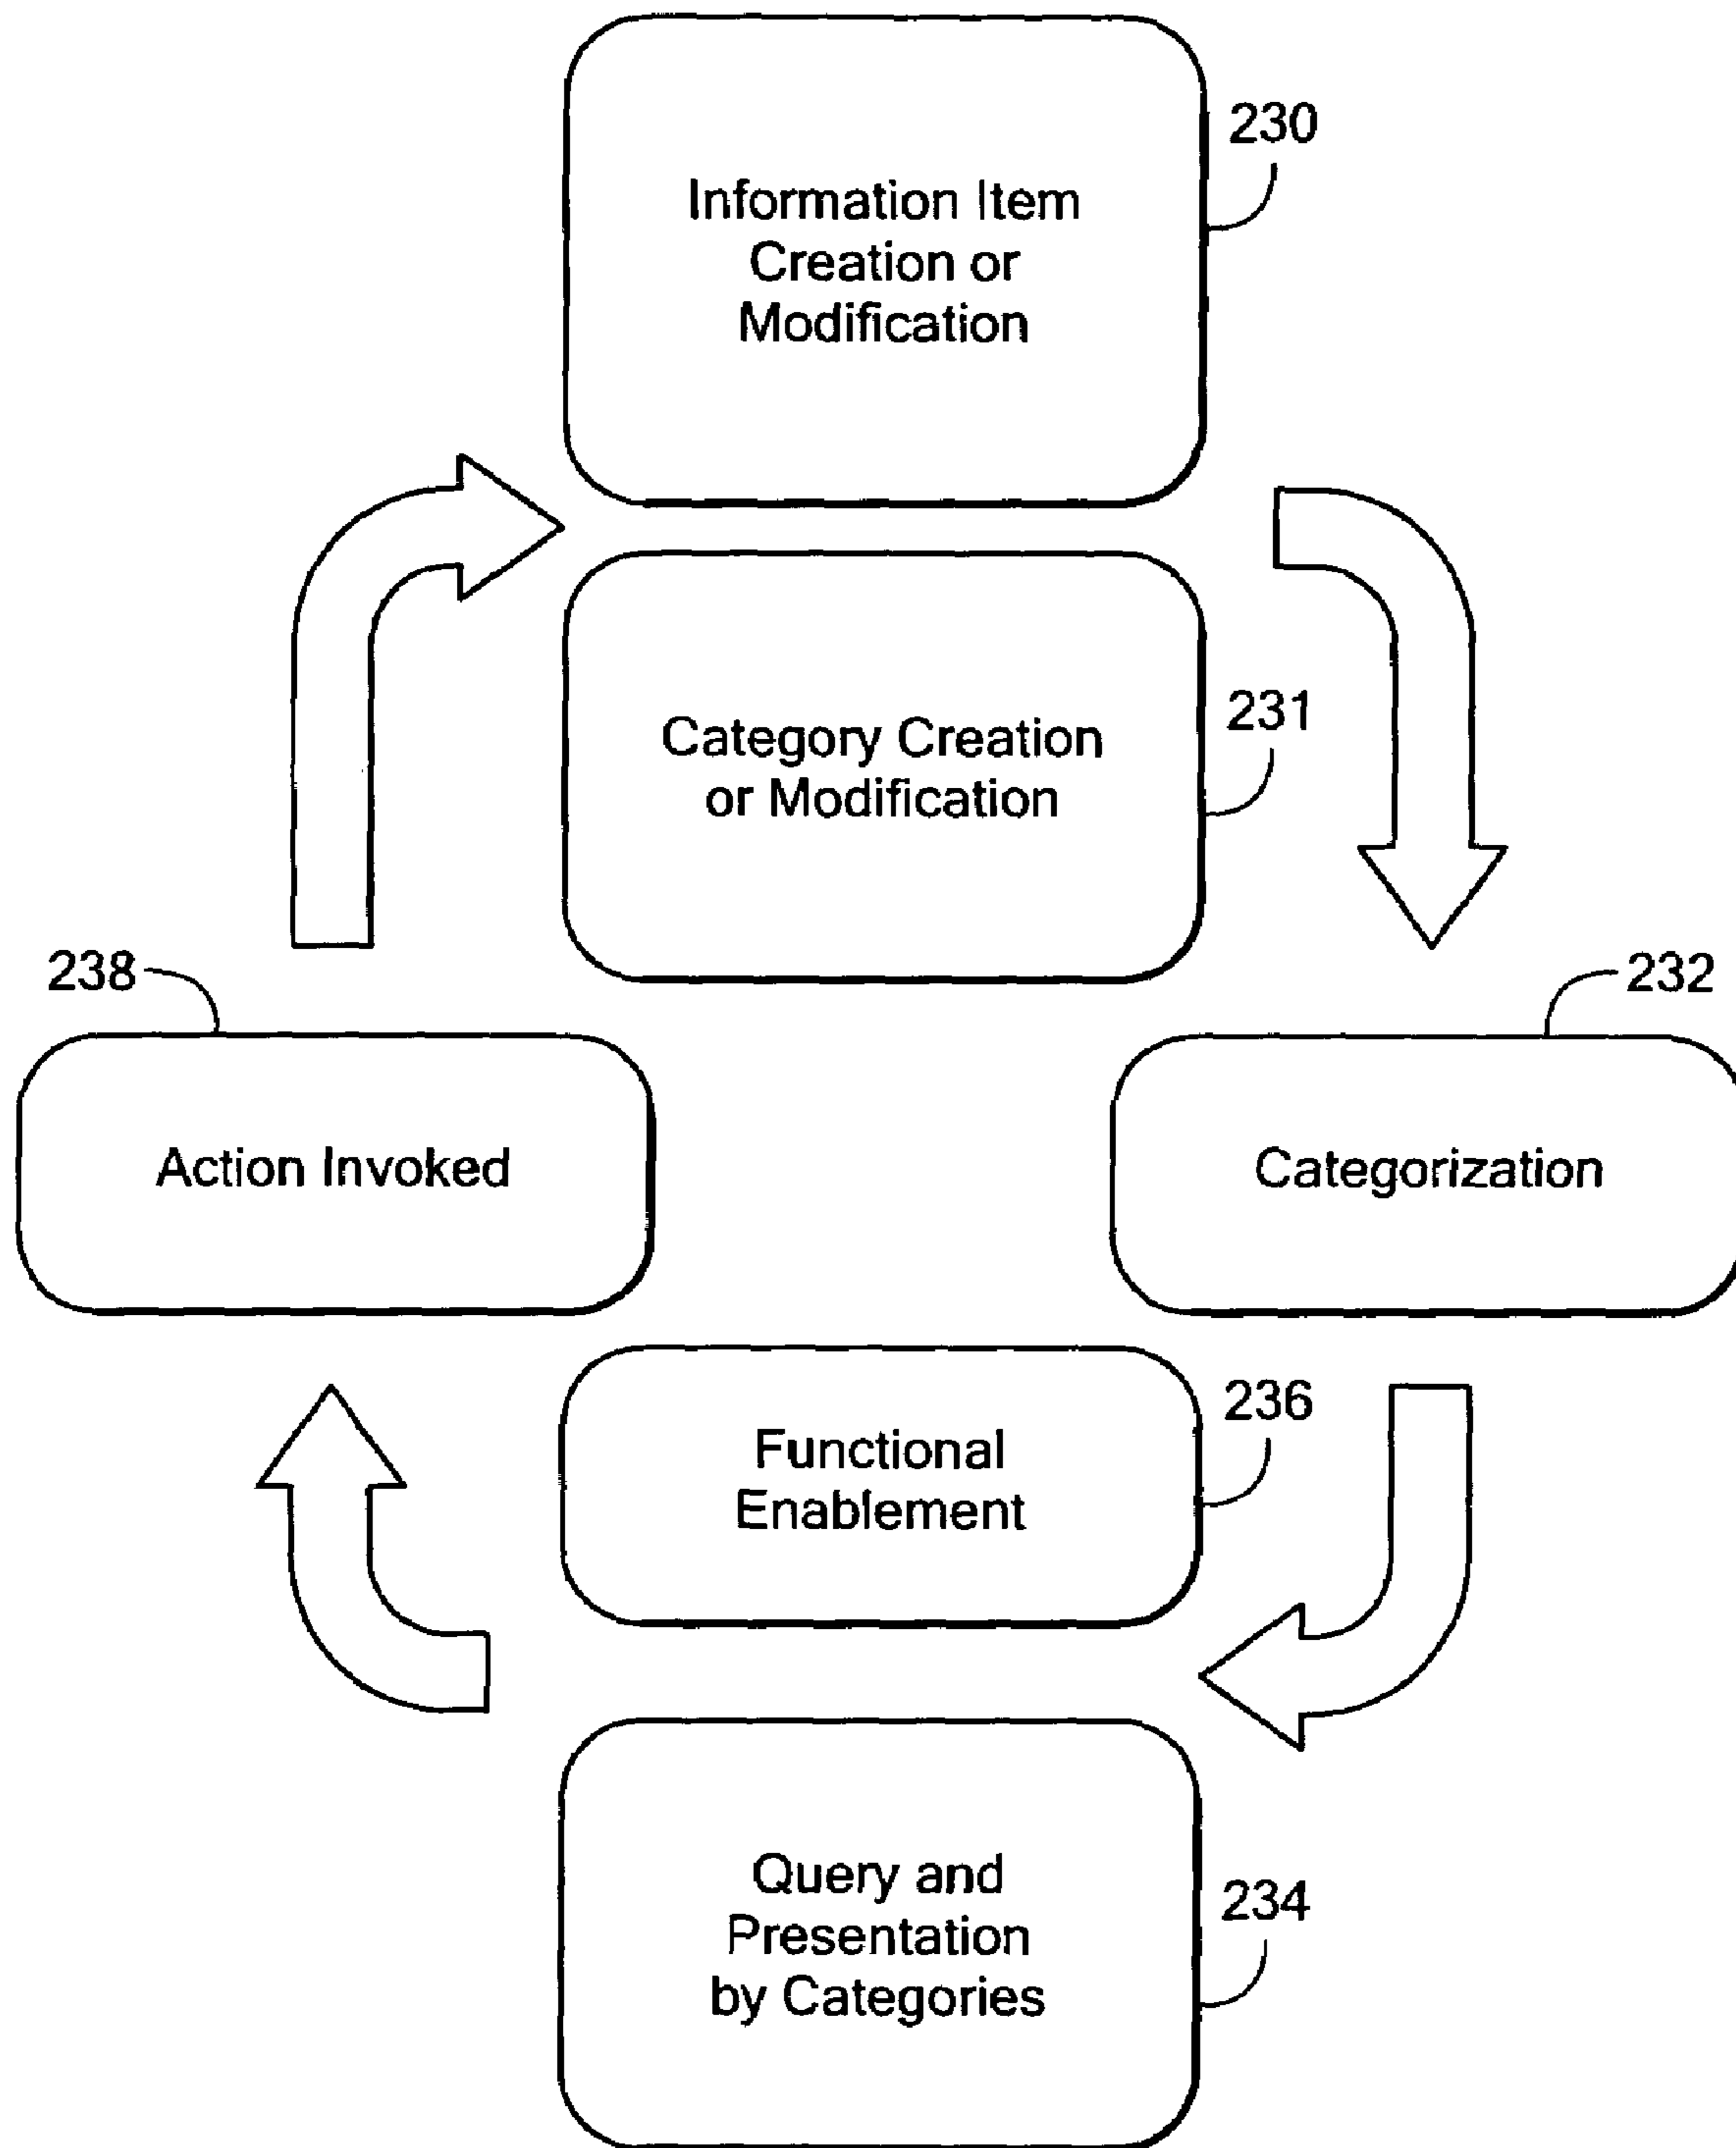 230
Information Item
Creation or
Modification
231
Category Creation
or Modification
238
232
Action Invoked
Categorization
236
Functional
Enablement
Query and
234
Presentation
by Categories